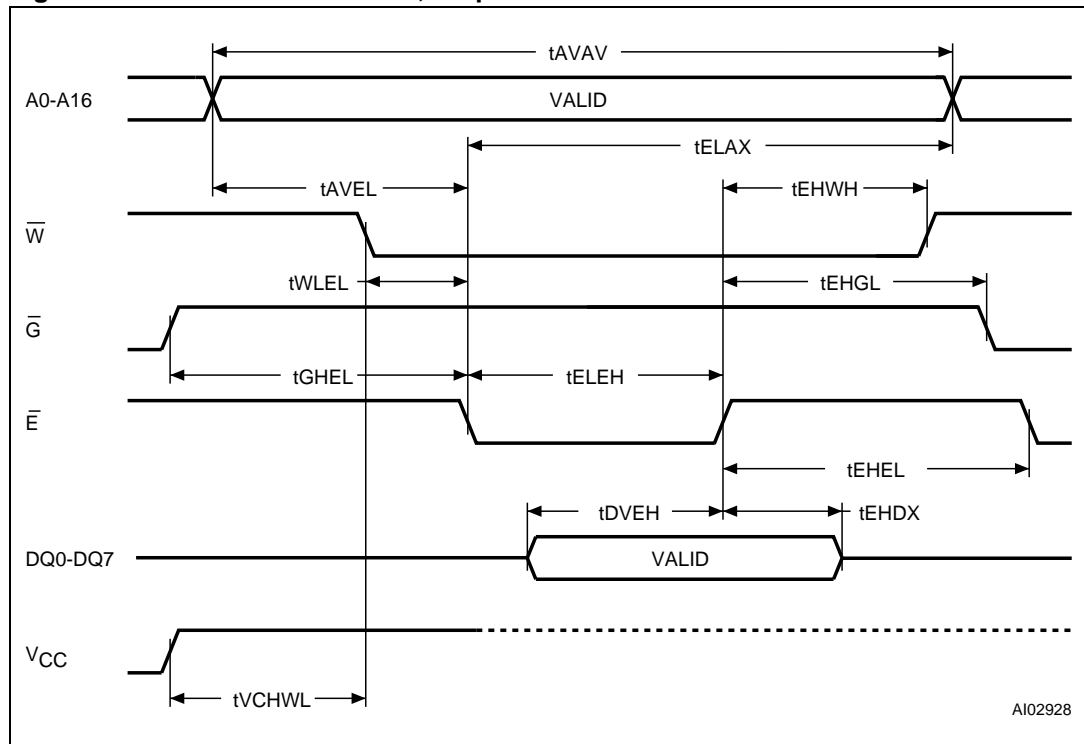 tAVAV
A0-A16
VALID
tELAX
tAVEL
tEHWH
W
tWLEL
tEHGL
G
tGHEL
tELEH
E
tEHEL
tDVEH
tEHDX
DQ0-DQ7
VALID
VCC
tVCHWL
AI02928